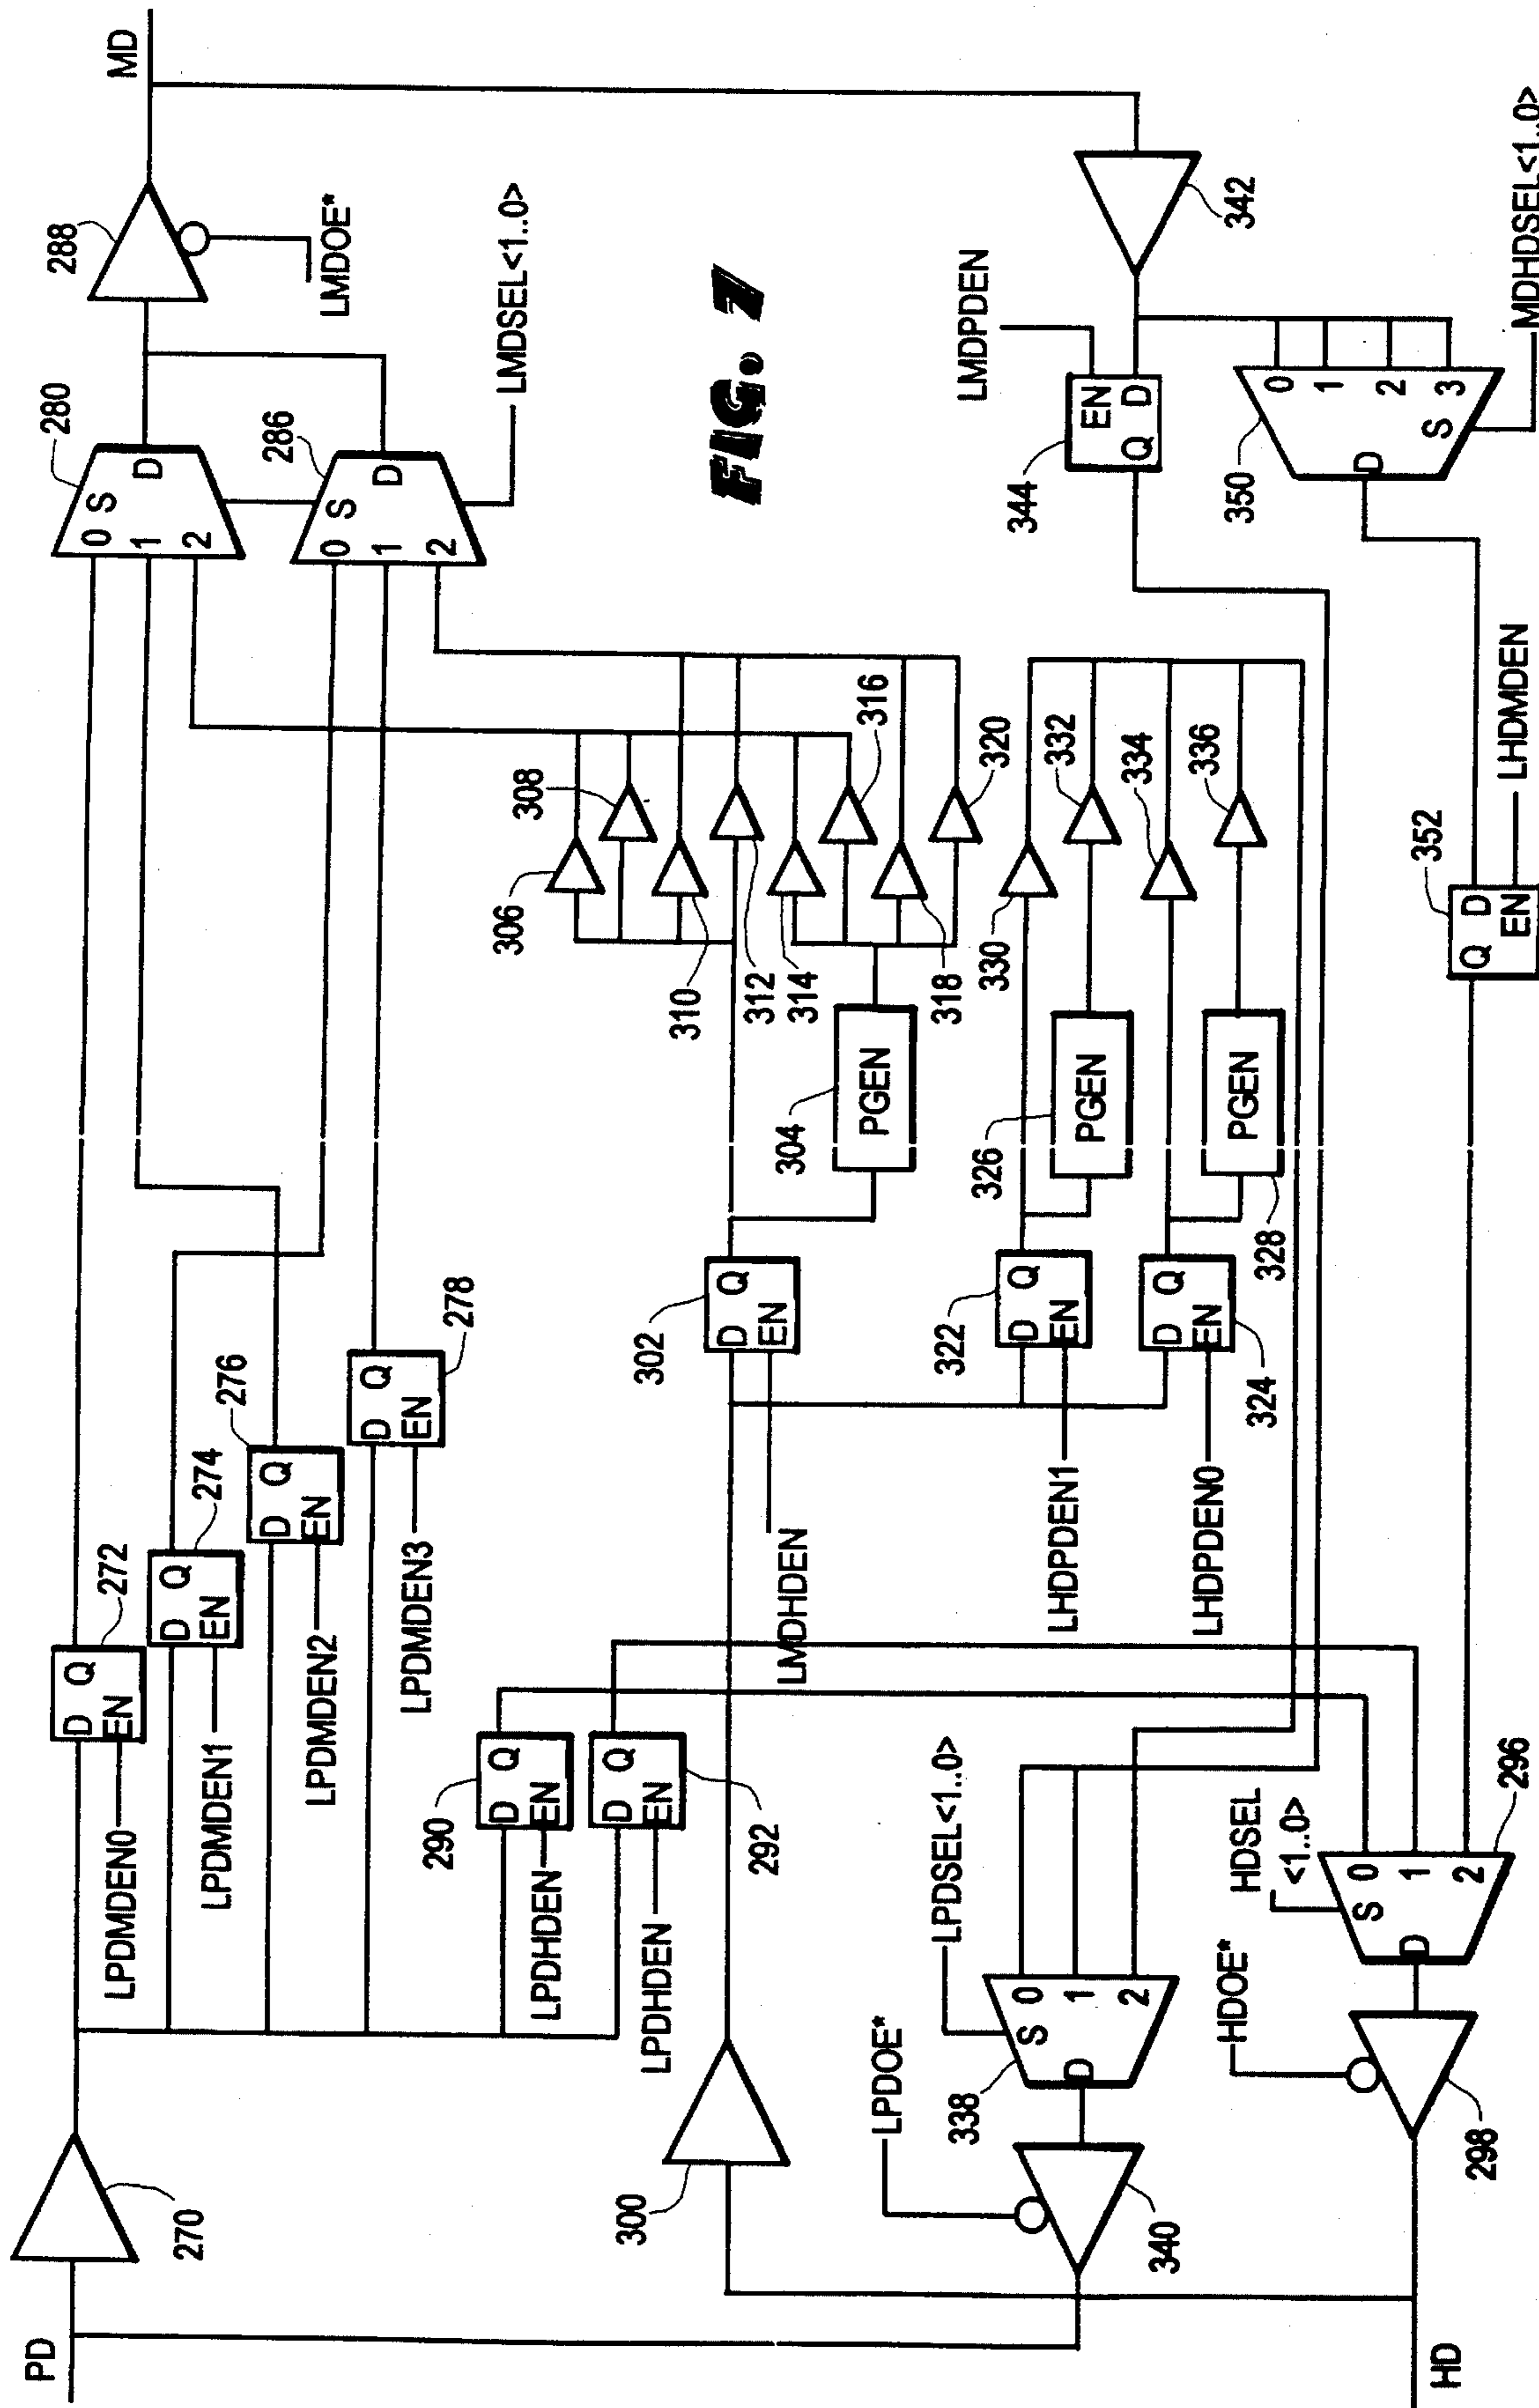 PD
270
LPDMDEN0
D Q
EN
272
LPDMDEN1
D Q
EN
274
LPDMDEN2
D Q
EN
276
LPDMDEN3
D Q
EN
278
0
1
2
S
D
280
0
1
2
S
D
286
288
LMDOE*
LMDSEL<1..0>
MD
290
D Q
EN
LPDHDEN
D Q
EN
LPDHDEN
292
300
LMDHDEN
302
D Q
EN
304
PGEN
306
308
310
312
314
316
318
320
FIG. 7
LHDPDEN1
322
D Q
EN
326
PGEN
330
332
LHDPDEN0
D Q
EN
324
PGEN
328
334
336
LPDOE*
LPDSEL<1..0>
338
S
D
0
1
2
340
LMDPDEN
344
EN
Q D
342
350
0
1
2
3
D
S
MDHDSEL<1..0>
352
Q D
EN
LHDMDEN
HDOE*
HDSEL
<1..0>
S
D
0
1
2
296
298
HD